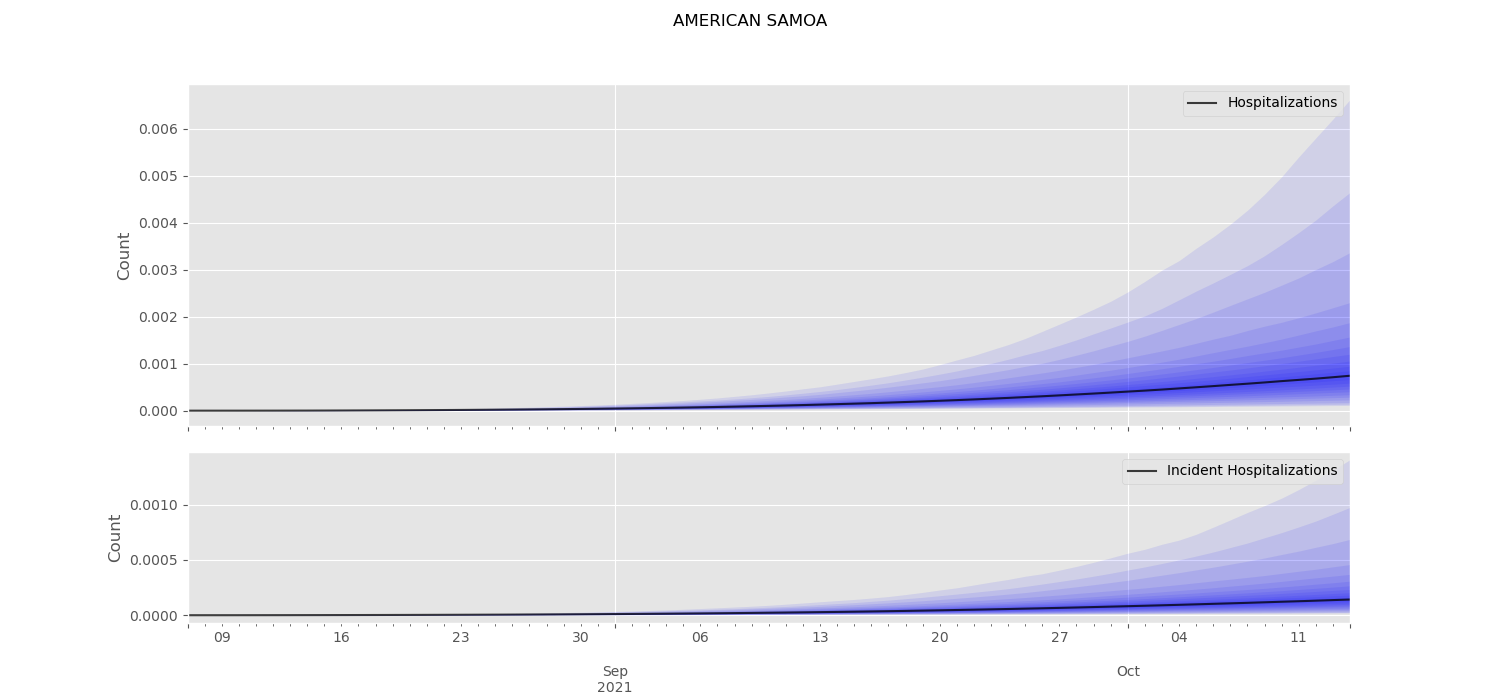 AMERICAN SAMOA
Hospitalizations
0.006
0.005
0.004
0.003
0.002
0.001
0.000
Count
Incident Hospitalizations
0.0010
0.0005
0.0000
Count
09 16 23 30 06 13 20 27 04 11
Sep Oct
2021